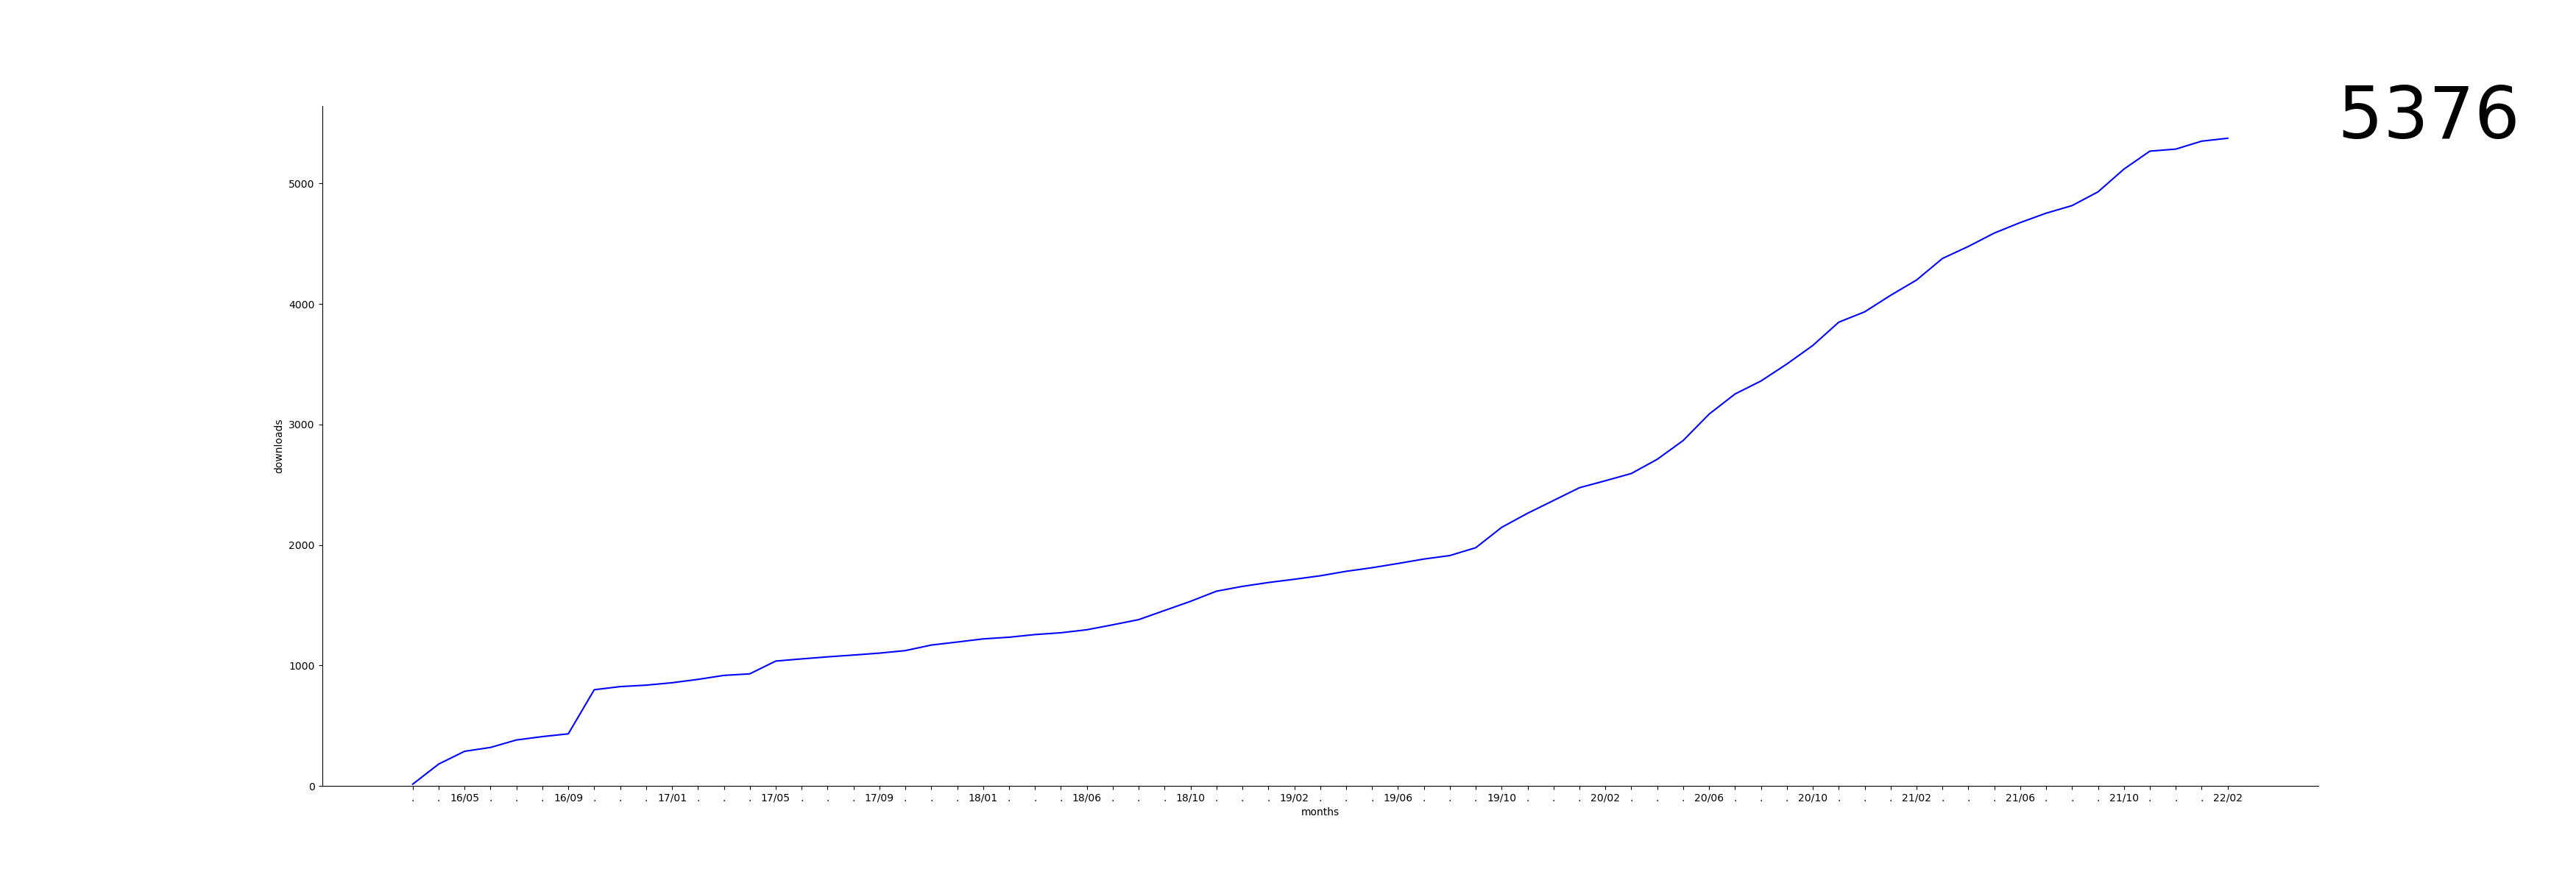 5376
5000
4000
3000
2000
1000
0
downloads
. . 16/05 . . . 16/09 . . . 17/01 . . . 17/05 . . . 17/09 . . . 18/01 . . . 18/06 . . . 18/10 . . . 19/02 . . . 19/06 . . . 19/10 . . . 20/02 . . . 20/06 . . . 20/10 . . . 21/02 . . . 21/06 . . . 21/10 . . . 22/02
months